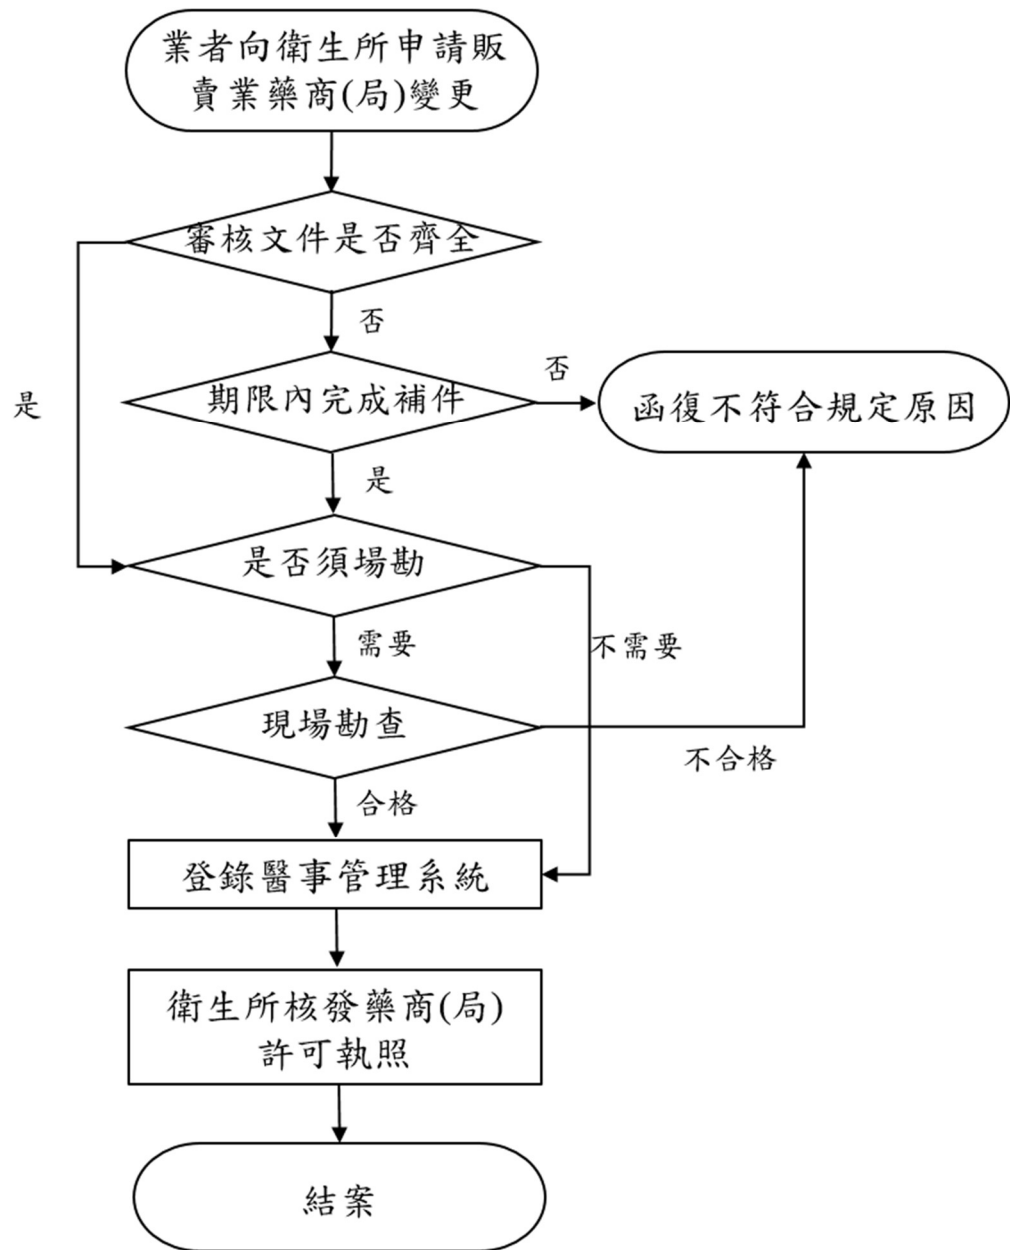 業者向衛生所申請販
賣業藥商(局)變更
審核文件是否齊全
否
是
期限內完成補件
否
函復不符合規定原因
是
是否須場勘
需要
不需要
現場勘查
不合格
合格
登錄醫事管理系統
衛生所核發藥商(局)
許可執照
結案